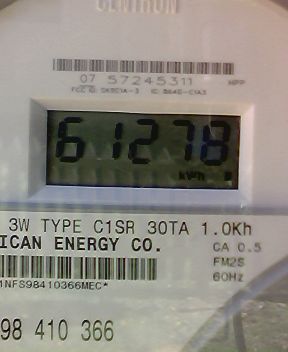 CENTRON
07 57245311
61278
kWh
3W TYPE C1SR 30TA 1.0Kh
ICAN ENERGY CO.
CA 0.5
FM2S
60Hz
1NFS98410366MEC*
98 410 366